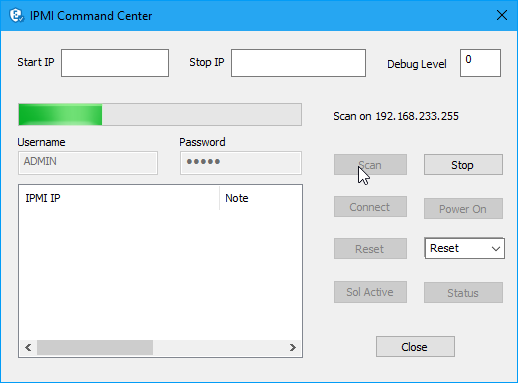 IPMI Command Center
Start IP
Stop IP
Debug Level
0
Scan on 192.168.233.255
Username
Password
ADMIN
•••••
Scan
Stop
IPMI IP
Note
Connect
Power On
Reset
Reset
Sol Active
Status
Close